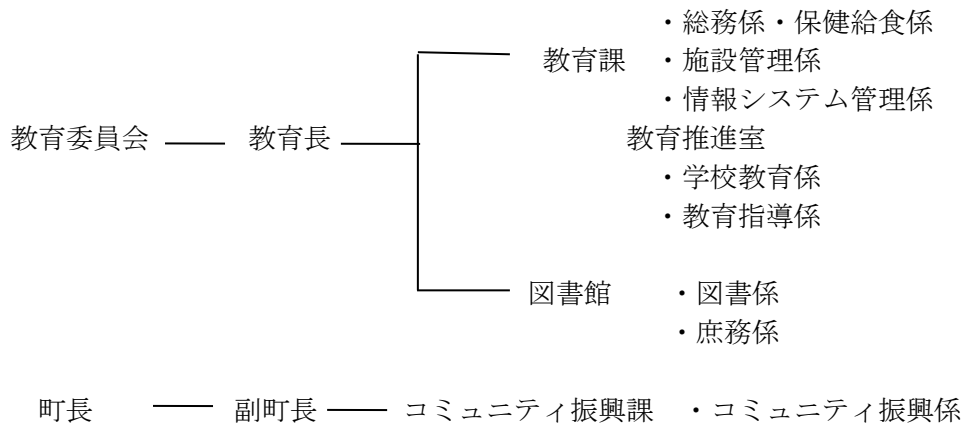 ・総務係・保健給食係
教育課 ・施設管理係
・情報システム管理係
教育委員会 教育長 教育推進室
・学校教育係
・教育指導係
図書館 ・図書係
・庶務係
町長 副町長 コミュニティ振興課 ・コミュニティ振興係